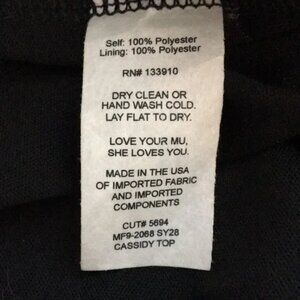 Self: 100% Polyester
Lining: 100% Polyester
RN# 133910
DRY CLEAN OR
HAND WASH COLD.
LAY FLAT TO DRY.
LOVE YOUR MU,
SHE LOVES YOU.
MADE IN THE USA
OF IMPORTED FABRIC
AND IMPORTED
COMPONENTS
CUT# 5694
MF9-2068 SY28
CASSIDY TOP